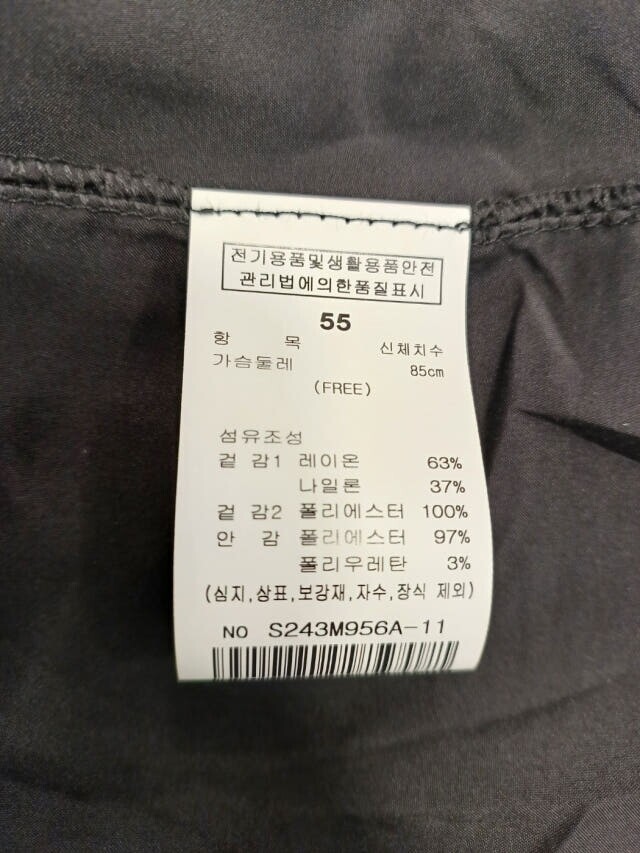 전기용품및생활용품안전
관리법에의한품질표시
55
항 목 신체치수
가슴둘레 85cm
(FREE)
섬유조성
겉 감1 레이온 63%
나일론 37%
겉 감2 폴리에스터 100%
안 감 폴리에스터 97%
폴리우레탄 3%
(심지,상표,보강재,자수,장식 제외)
NO S243M956A-11